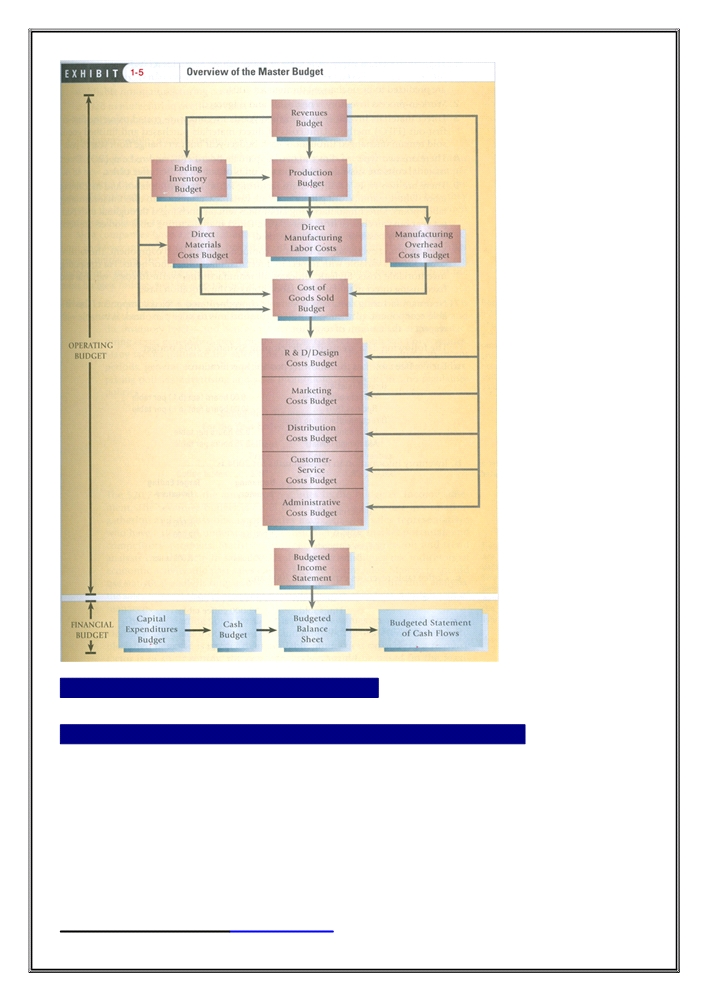 EXHIBIT 1-5 Overview of the Master Budget
Revenues
Budget
Ending
Inventory
Budget
Production
Budget
Direct
Materials
Costs Budget
Direct
Manufacturing
Labor Costs
Manufacturing
Overhead
Costs Budget
Cost of
Goods Sold
Budget
OPERATING
BUDGET
R & D/Design
Costs Budget
Marketing
Costs Budget
Distribution
Costs Budget
Customer-
Service
Costs Budget
Administrative
Costs Budget
Budgeted
Income
Statement
FINANCIAL
BUDGET
Capital
Expenditures
Budget
Cash
Budget
Budgeted
Balance
Sheet
Budgeted Statement
of Cash Flows